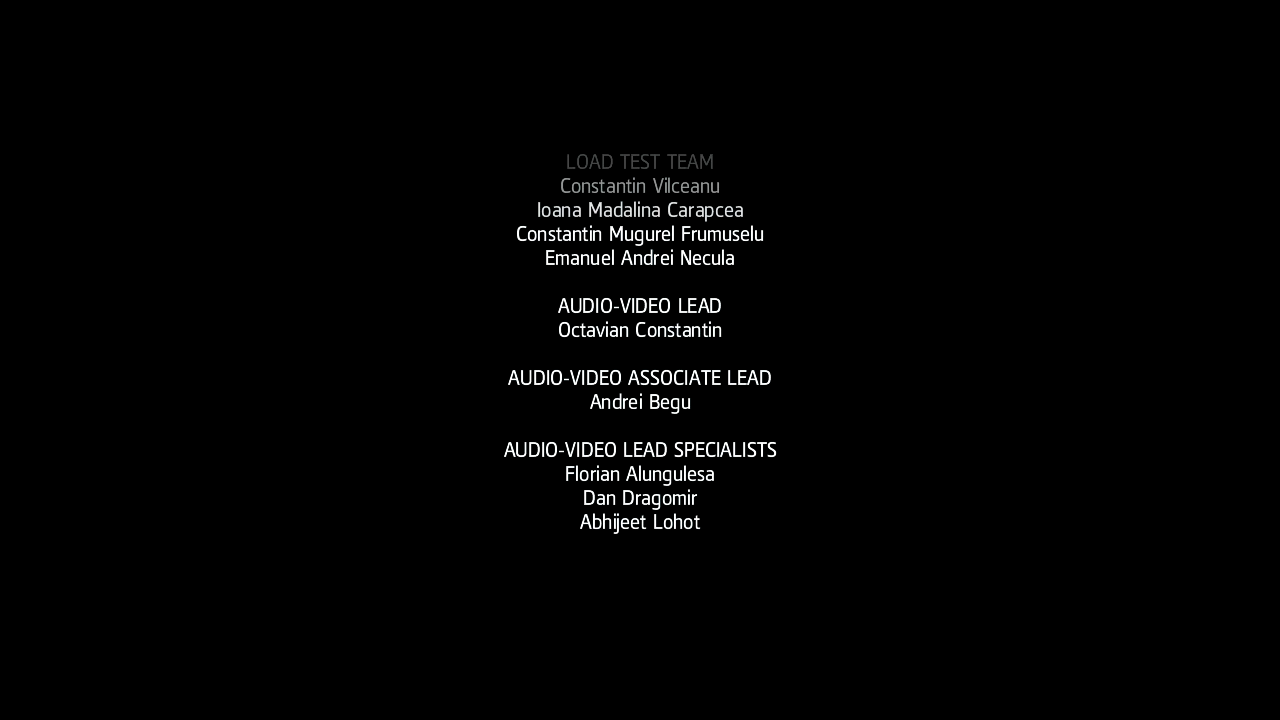 LOAD TEST TEAM
Constantin Vilceanu
Ioana Madalina Carapcea
Constantin Mugurel Frumuselu
Emanuel Andrei Necula
AUDIO-VIDEO LEAD
Octavian Constantin
AUDIO-VIDEO ASSOCIATE LEAD
Andrei Begu
AUDIO-VIDEO LEAD SPECIALISTS
Florian Alungulesa
Dan Dragomir
Abhijeet Lohot